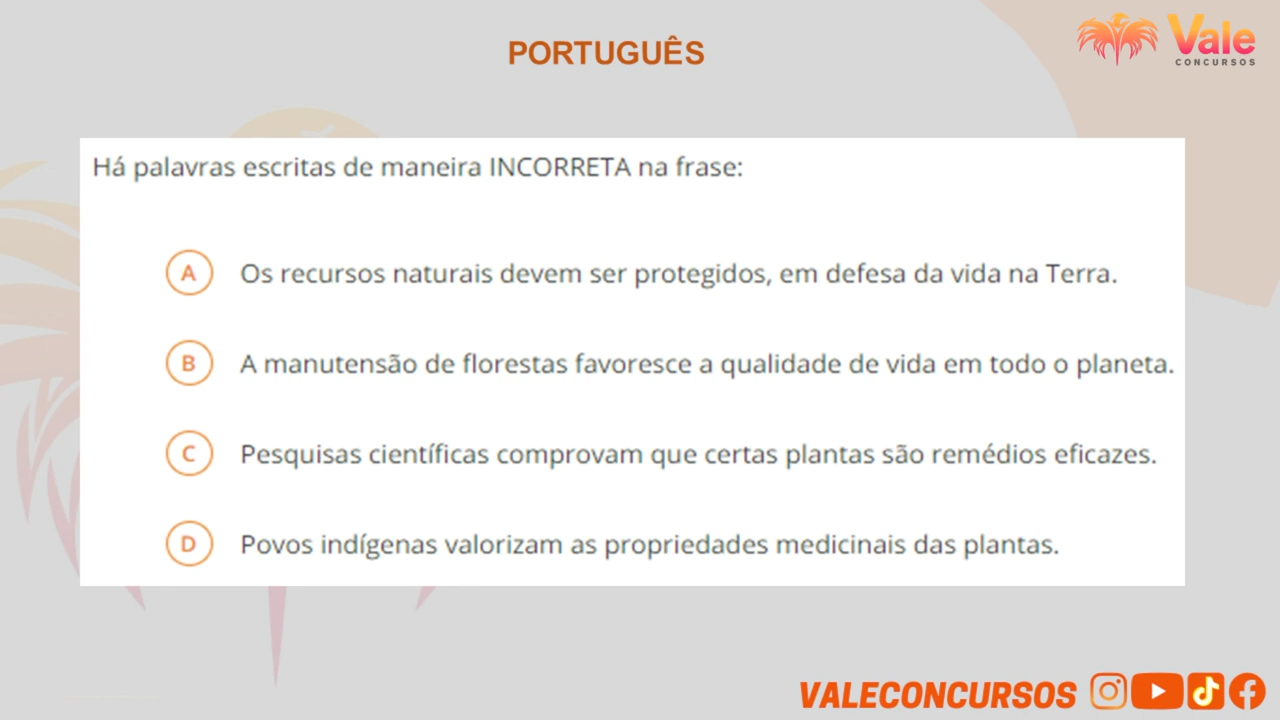 PORTUGUÊS
Vale
CONCURSOS
Há palavras escritas de maneira INCORRETA na frase:
A Os recursos naturais devem ser protegidos, em defesa da vida na Terra.
B A manutensão de florestas favoresce a qualidade de vida em todo o planeta.
C Pesquisas científicas comprovam que certas plantas são remédios eficazes.
D Povos indígenas valorizam as propriedades medicinais das plantas.
VALECONCURSOS